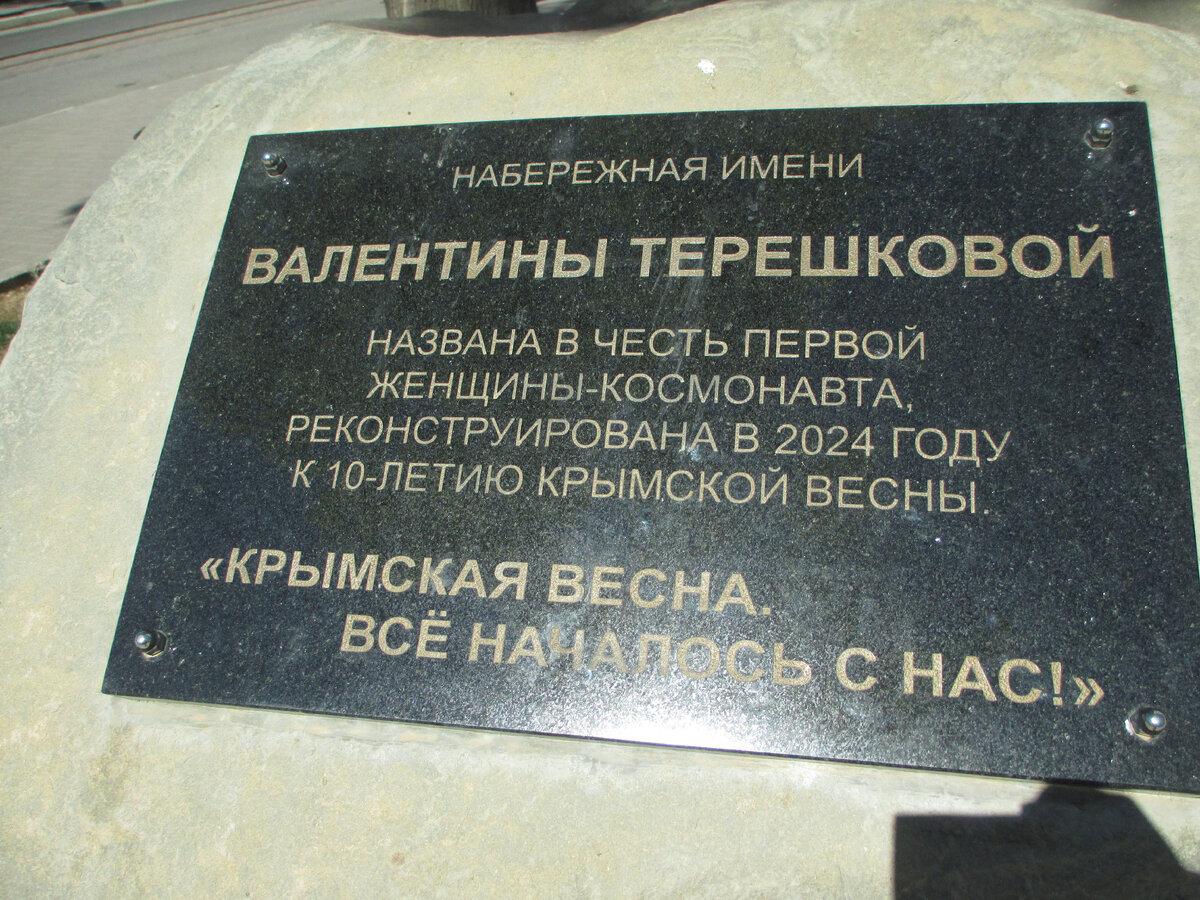 НАБЕРЕЖНАЯ ИМЕНИ
ВАЛЕНТИНЫ ТЕРЕШКОВОЙ
НАЗВАНА В ЧЕСТЬ ПЕРВОЙ
ЖЕНЩИНЫ-КОСМОНАВТА,
РЕКОНСТРУИРОВАНА В 2024 ГОДУ
К 10-ЛЕТИЮ КРЫМСКОЙ ВЕСНЫ.
«КРЫМСКАЯ ВЕСНА.
ВСЁ НАЧАЛОСЬ С НАС!»